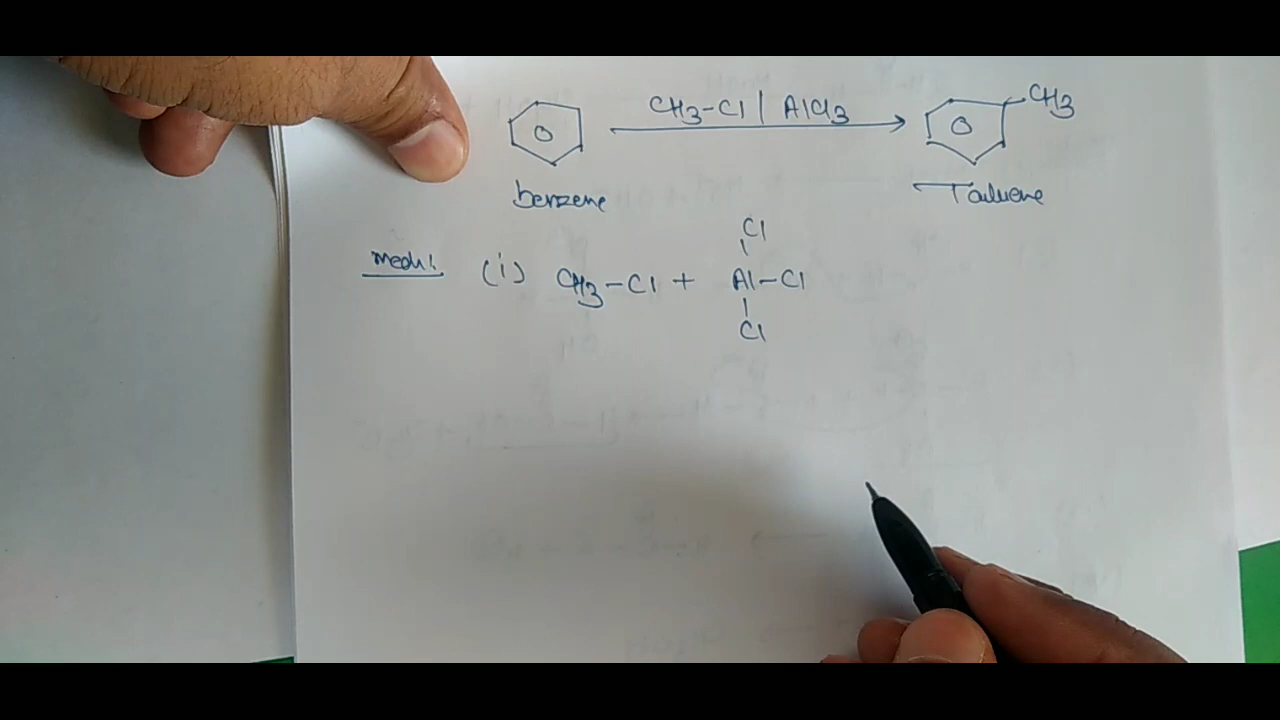 CH3-Cl | AlCl3
CH3
benzene
Toluene
Mech: (i) CH3-Cl + Al-Cl
Cl
Cl